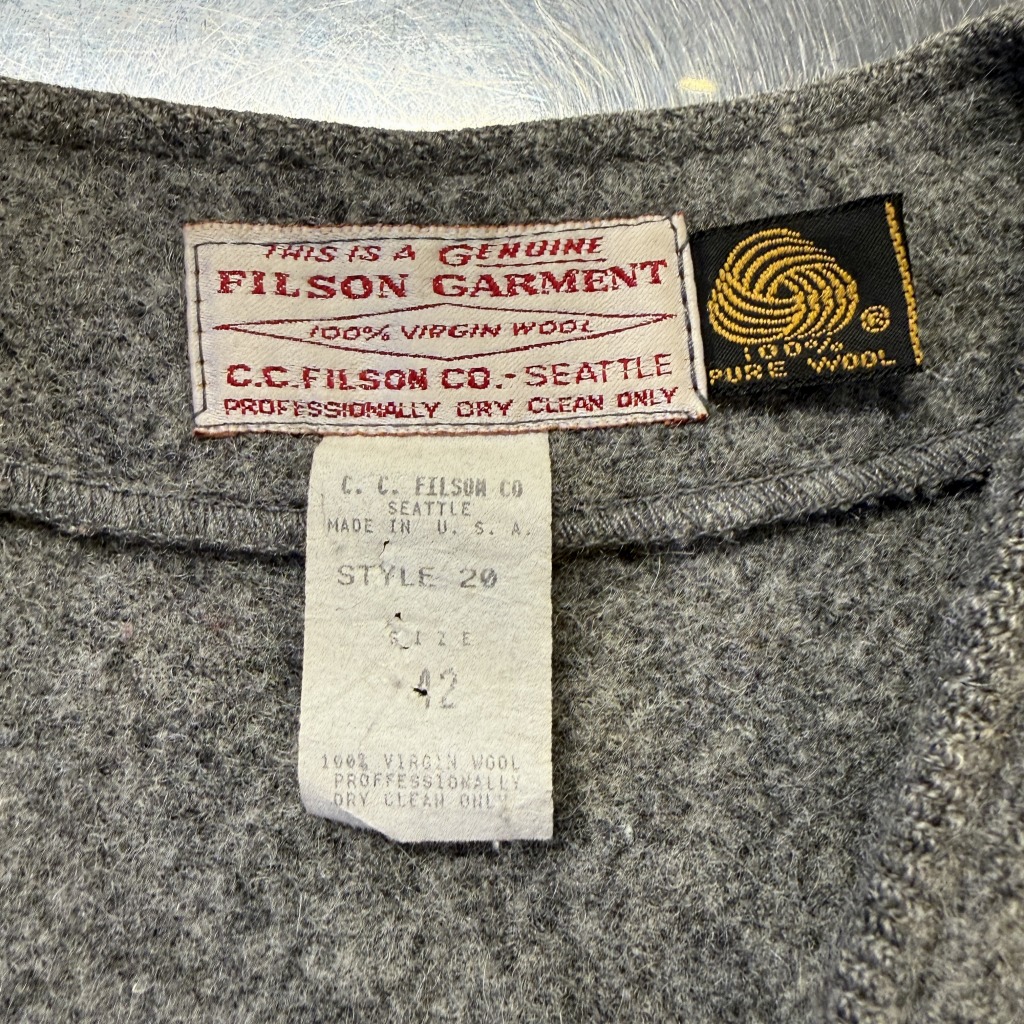 THIS IS A GENUINE
FILSON GARMENT
100% VIRGIN WOOL
C.C.FILSON CO.-SEATTLE
PROFESSIONALLY DRY CLEAN ONLY
®
100%
PURE WOOL
C. C. FILSON CO
SEATTLE
MADE IN U. S. A.
STYLE 20
SIZE
42
100% VIRGIN WOOL
PROFFESSIONALLY
DRY CLEAN ONLY